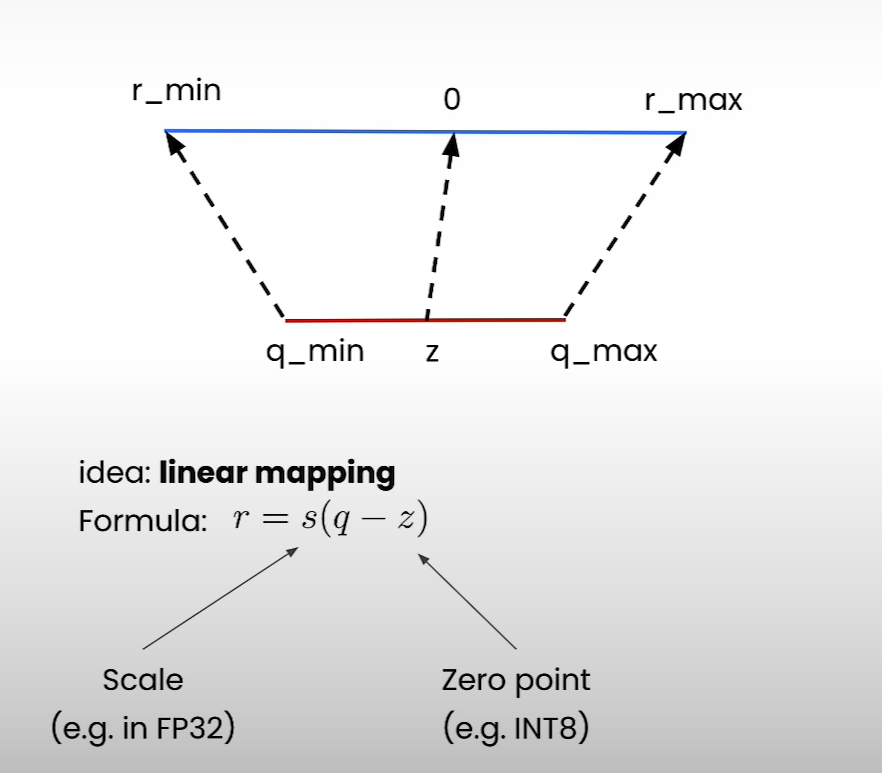 r_min 0 r_max
q_min z q_max
idea: linear mapping
Formula: r = s(q − z)
Scale Zero point
(e.g. in FP32) (e.g. INT8)